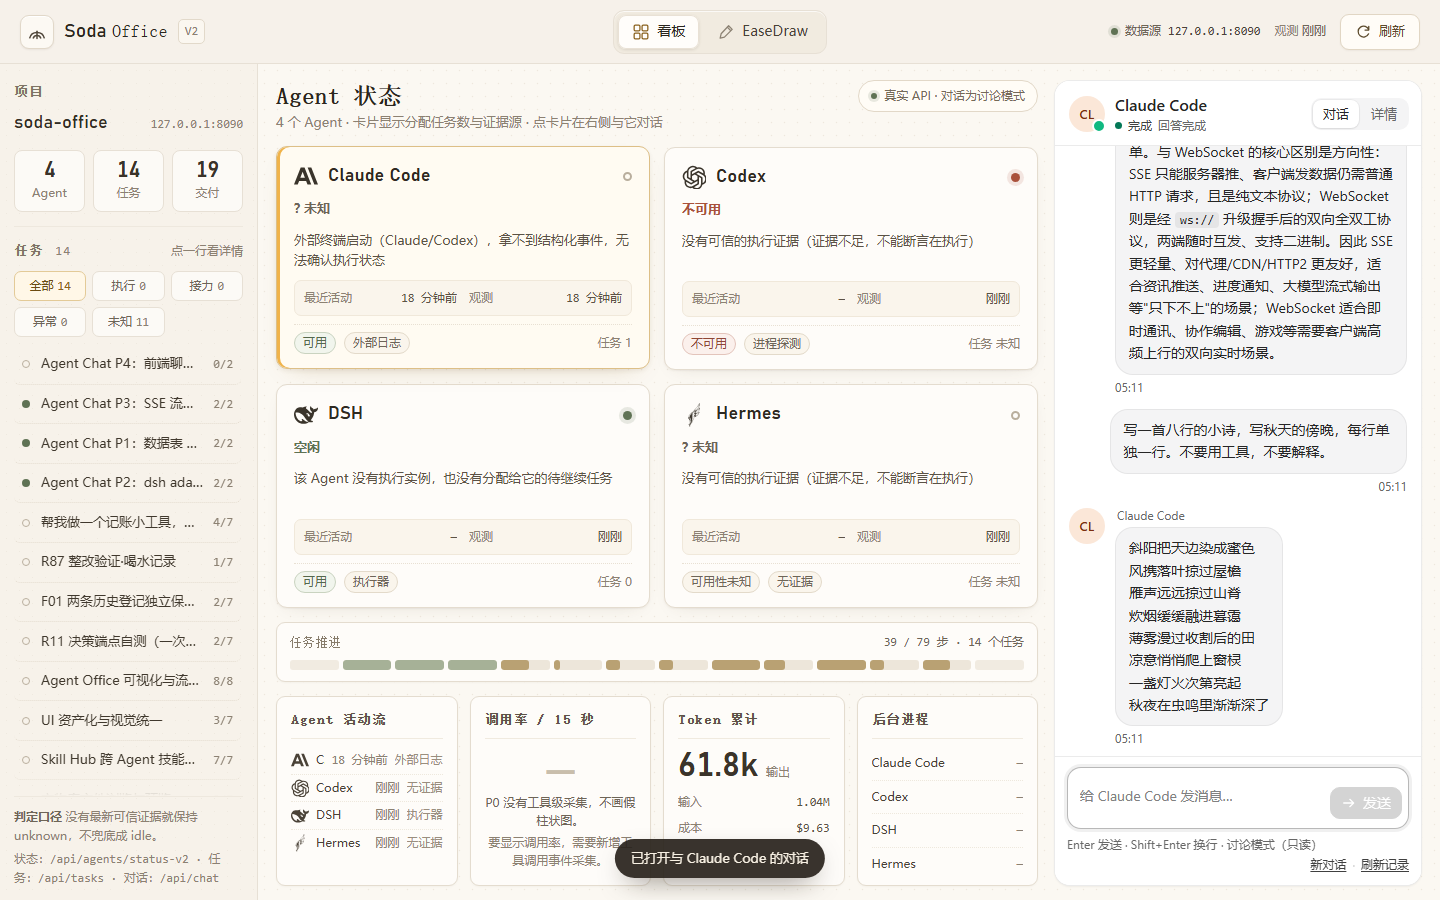 Soda Office V2
看板
EaseDraw
数据源 127.0.0.1:8090
观测 刚刚
刷新
项目
soda-office 127.0.0.1:8090
4 Agent
14 任务
19 交付
任务 14 点一行看详情
全部 14
执行 0
接力 0
异常 0
未知 11
Agent Chat P4：前端聊... 0/2
Agent Chat P3：SSE 流... 2/2
Agent Chat P1：数据表 ... 2/2
Agent Chat P2：dsh ada... 2/2
帮我做一个记账小工具，... 4/7
R87 整改验证·喝水记录 1/7
F01 两条历史登记独立保... 2/7
R11 决策端点自测（一次... 2/7
Agent Office 可视化与流... 8/8
UI 资产化与视觉统一 3/7
Skill Hub 跨 Agent 技能... 7/7
判定口径 没有最新可信证据就保持
unknown，不兜底成 idle。
状态：/api/agents/status-v2 · 任
务：/api/tasks · 对话：/api/chat
Agent 状态
4 个 Agent · 卡片显示分配任务数与证据源 · 点卡片在右侧与它对话
真实 API · 对话为讨论模式
Claude Code
? 未知
外部终端启动（Claude/Codex），拿不到结构化事件，无
法确认执行状态
最近活动 18 分钟前 观测 18 分钟前
可用 外部日志 任务 1
Codex
不可用
没有可信的执行证据（证据不足，不能断言在执行）
最近活动 – 观测 刚刚
不可用 进程探测 任务 未知
DSH
空闲
该 Agent 没有执行实例，也没有分配给它的待继续任务
最近活动 – 观测 刚刚
可用 执行器 任务 0
Hermes
? 未知
没有可信的执行证据（证据不足，不能断言在执行）
最近活动 – 观测 刚刚
可用性未知 无证据 任务 未知
任务推进 39 / 79 步 · 14 个任务
Agent 活动流
C 18 分钟前 外部日志
Codex 刚刚 无证据
DSH 刚刚 执行器
Hermes 刚刚 无证据
调用率 / 15 秒
—
P0 没有工具级采集，不画假
柱状图。
要显示调用率，需要新增工
具调用事件采集。
Token 累计
61.8k 输出
输入 1.04M
成本 $9.63
后台进程
Claude Code –
Codex –
DSH –
Hermes –
已打开与 Claude Code 的对话
CL
Claude Code
完成 回答完成
对话
详情
单。与 WebSocket 的核心区别是方向性：
SSE 只能服务器推、客户端发数据仍需普通
HTTP 请求，且是纯文本协议；WebSocket
则是经 ws:// 升级握手后的双向全双工协
议，两端随时互发、支持二进制。因此 SSE
更轻量、对代理/CDN/HTTP2 更友好，适
合资讯推送、进度通知、大模型流式输出
等"只下不上"的场景；WebSocket 适合即
时通讯、协作编辑、游戏等需要客户端高
频上行的双向实时场景。
05:11
写一首八行的小诗，写秋天的傍晚，每行单
独一行。不要用工具，不要解释。
05:11
CL
Claude Code
斜阳把天边染成蜜色
风携落叶掠过屋檐
雁声远远掠过山脊
炊烟缓缓融进暮霭
薄雾漫过收割后的田
凉意悄悄爬上窗棂
一盏灯火次第亮起
秋夜在虫鸣里渐渐深了
05:11
给 Claude Code 发消息...
发送
Enter 发送 · Shift+Enter 换行 · 讨论模式（只读）
新对话 · 刷新记录